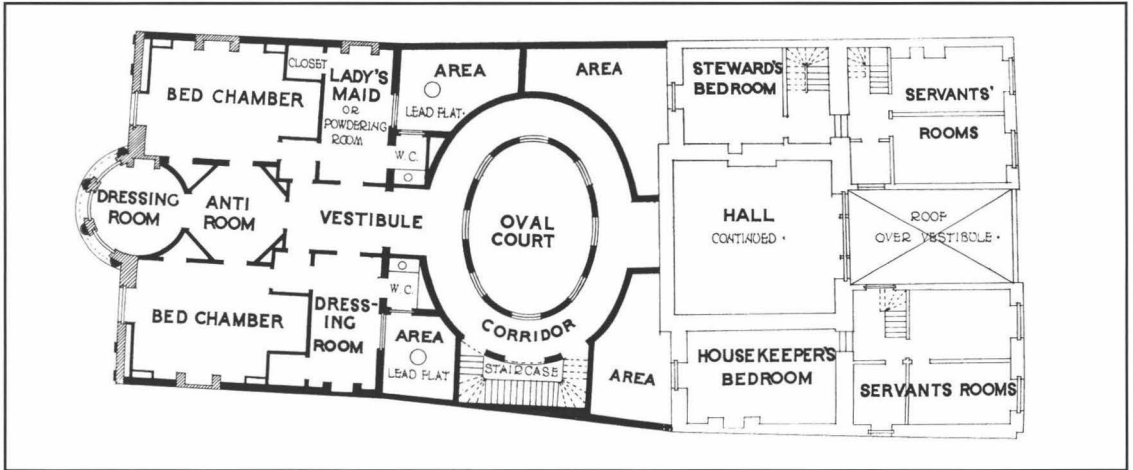 CLOSET
BED CHAMBER
LADY'S
MAID
OR
POWDERING
ROOM
AREA
LEAD FLAT.
W.C.
AREA
DRESSING
ROOM
ANTI
ROOM
VESTIBULE
OVAL
COURT
BED CHAMBER
DRESS-
ING
ROOM
W.C.
AREA
LEAD FLAT
CORRIDOR
STAIRCASE
AREA
STEWARD'S
BEDROOM
SERVANTS'
ROOMS
HALL
CONTINUED.
ROOF
OVER VESTIBULE.
HOUSEKEEPER'S
BEDROOM
SERVANTS ROOMS